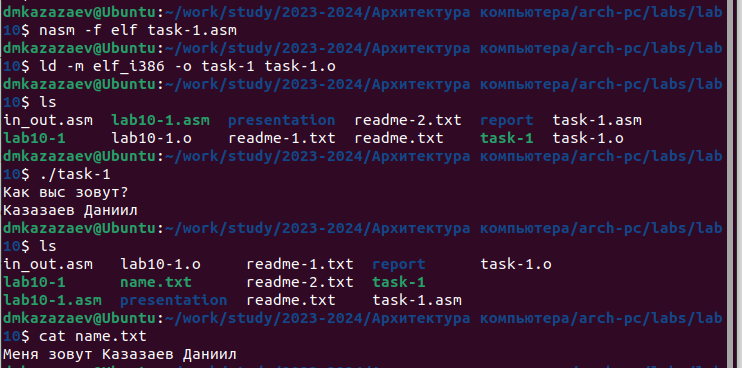 dmkazazaev@Ubuntu:~/work/study/2023-2024/Архитектура компьютера/arch-pc/labs/lab
10$ nasm -f elf task-1.asm
dmkazazaev@Ubuntu:~/work/study/2023-2024/Архитектура компьютера/arch-pc/labs/lab
10$ ld -m elf_i386 -o task-1 task-1.o
dmkazazaev@Ubuntu:~/work/study/2023-2024/Архитектура компьютера/arch-pc/labs/lab
10$ ls
in_out.asm  lab10-1.asm  presentation  readme-2.txt  report  task-1.asm
lab10-1     lab10-1.o    readme-1.txt  readme.txt    task-1  task-1.o
dmkazazaev@Ubuntu:~/work/study/2023-2024/Архитектура компьютера/arch-pc/labs/lab
10$ ./task-1
Как выс зовут?
Казазаев Даниил
dmkazazaev@Ubuntu:~/work/study/2023-2024/Архитектура компьютера/arch-pc/labs/lab
10$ ls
in_out.asm   lab10-1.o     readme-1.txt  report      task-1.o
lab10-1      name.txt      readme-2.txt  task-1
lab10-1.asm  presentation  readme.txt    task-1.asm
dmkazazaev@Ubuntu:~/work/study/2023-2024/Архитектура компьютера/arch-pc/labs/lab
10$ cat name.txt
Меня зовут Казазаев Даниил